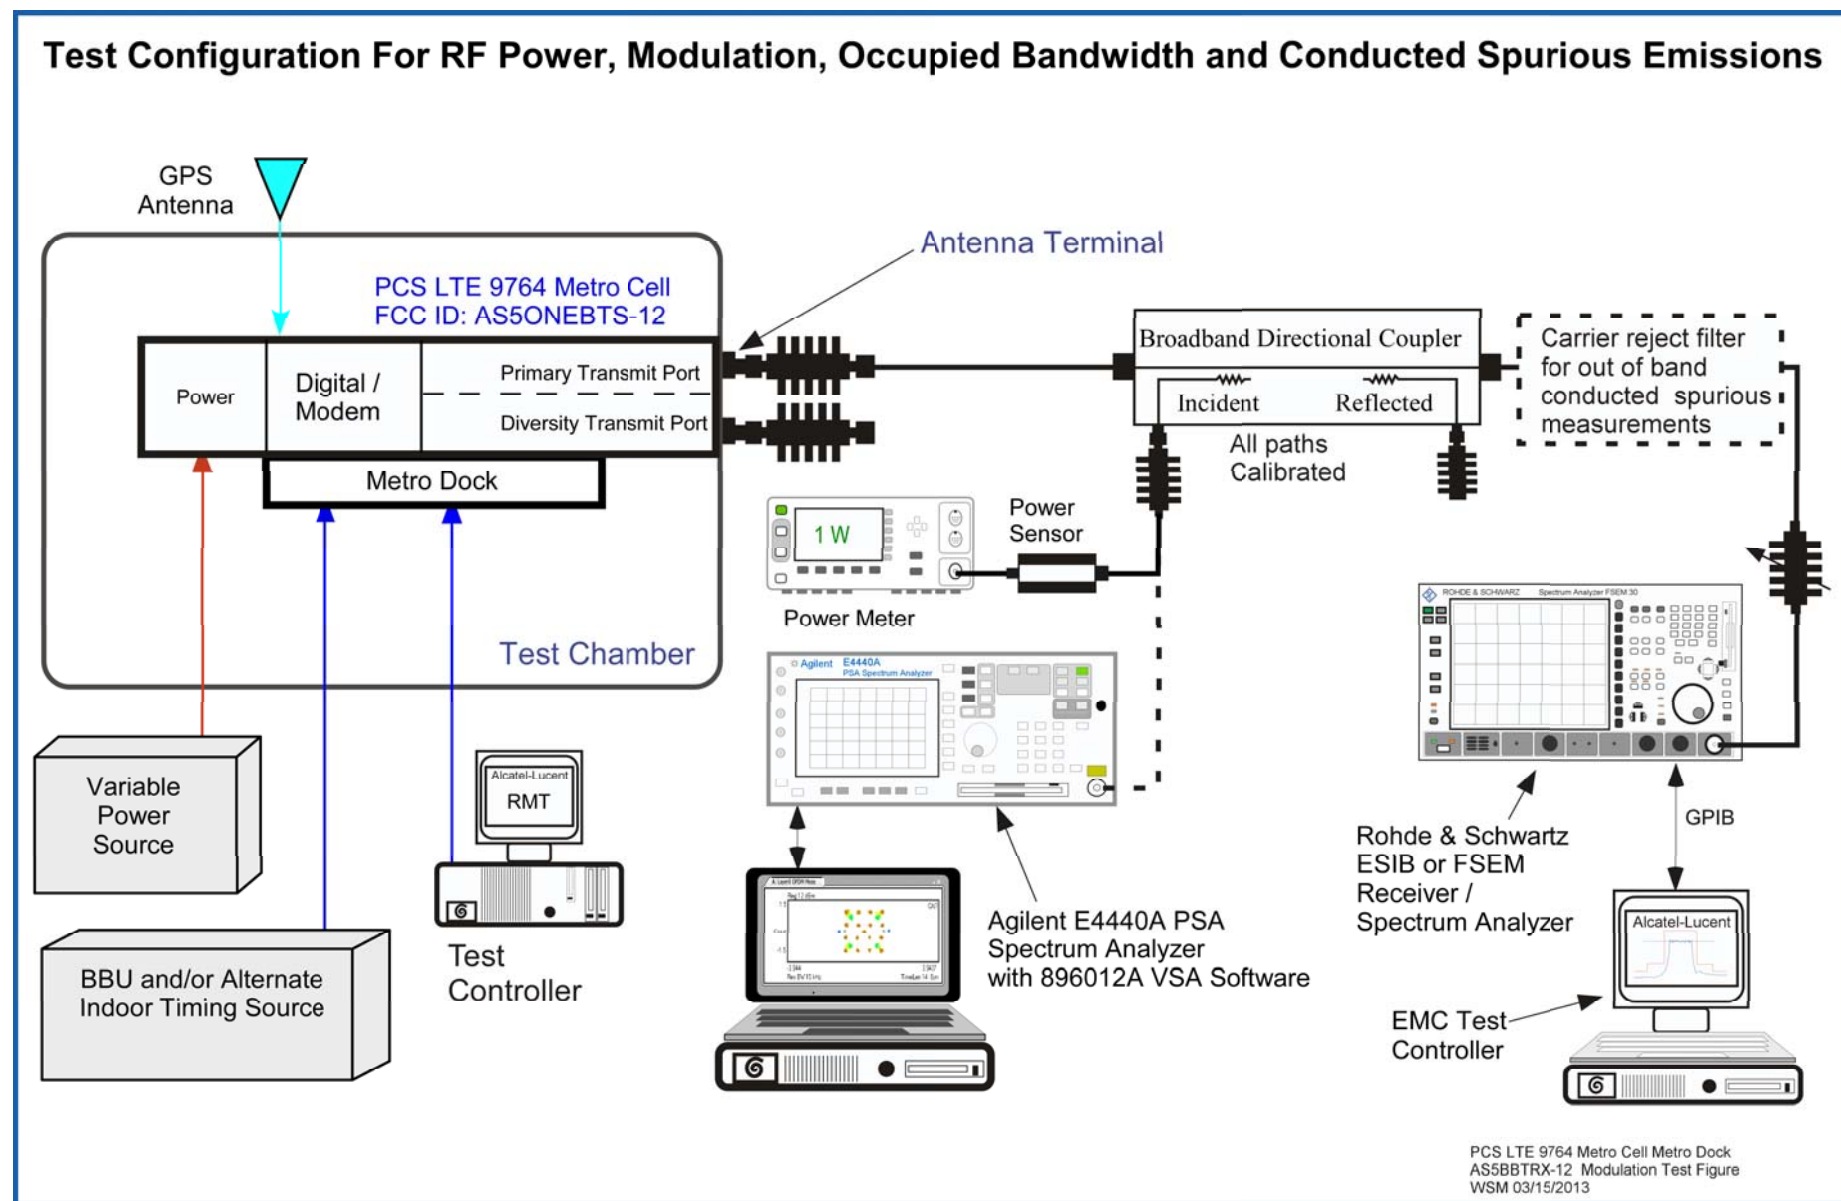 Test Configuration For RF Power, Modulation, Occupied Bandwidth and Conducted Spurious Emissions
GPS
Antenna
Antenna Terminal
PCS LTE 9764 Metro Cell
FCC ID: AS5ONEBTS-12
Power
Digital /
Modem
Primary Transmit Port
Diversity Transmit Port
Metro Dock
Test Chamber
Broadband Directional Coupler
Incident
Reflected
All paths
Calibrated
Carrier reject filter
for out of band
conducted spurious
measurements
1 W
Power
Sensor
Power Meter
Agilent E4440A
PSA Spectrum Analyzer
ROHDE & SCHWARZ Spectrum Analyzer FSEM 30
Variable
Power
Source
Alcatel-Lucent
RMT
Test
Controller
BBU and/or Alternate
Indoor Timing Source
Agilent E4440A PSA
Spectrum Analyzer
with 896012A VSA Software
GPIB
Rohde & Schwartz
ESIB or FSEM
Receiver /
Spectrum Analyzer
Alcatel-Lucent
EMC Test
Controller
PCS LTE 9764 Metro Cell Metro Dock
AS5BBTRX-12 Modulation Test Figure
WSM 03/15/2013